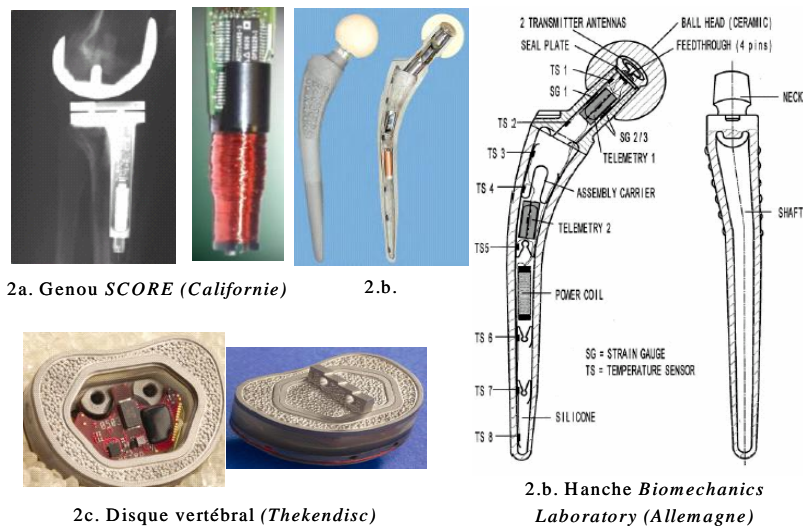 2 TRANSMITTER ANTENNAS
BALL HEAD (CERAMIC)
SEAL PLATE
FEEDTHROUGH (4 pins)
TS 1
SG 1
NECK
TS 2
SG 2/3
TELEMETRY 1
TS 3
TS 4
ASSEMBLY CARRIER
SHAFT
TELEMETRY 2
TS5
POWER COIL
TS 6
SG = STRAIN GAUGE
TS = TEMPERATURE SENSOR
TS 7
SILICONE
TS 8
2a. Genou SCORE (Californie)
2.b.
2c. Disque vertébral (Thekendisc)
2.b. Hanche Biomechanics
Laboratory (Allemagne)